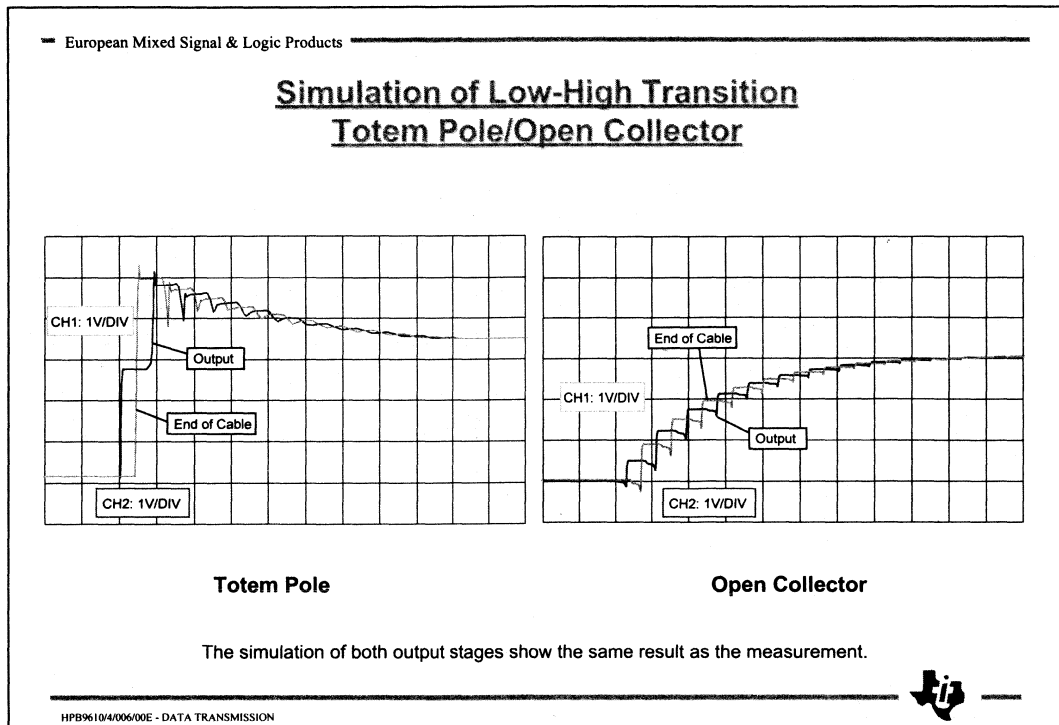 European Mixed Signal & Logic Products
Simulation of Low-High Transition
Totem Pole/Open Collector
CH1: 1V/DIV
Output
End of Cable
CH2: 1V/DIV
End of Cable
CH1: 1V/DIV
Output
CH2: 1V/DIV
Totem Pole
Open Collector
The simulation of both output stages show the same result as the measurement.
HPB9610/4/006/00E - DATA TRANSMISSION